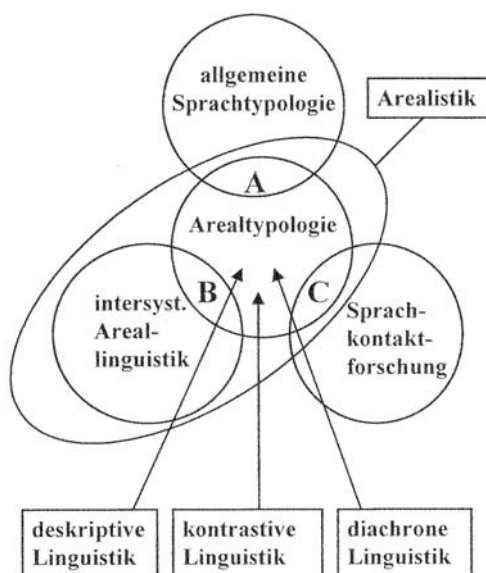 allgemeine
Sprachtypologie
Arealistik
A
Arealtypologie
B
C
intersyst.
Areal-
linguistik
Sprach-
kontakt-
forschung
deskriptive
Linguistik
kontrastive
Linguistik
diachrone
Linguistik